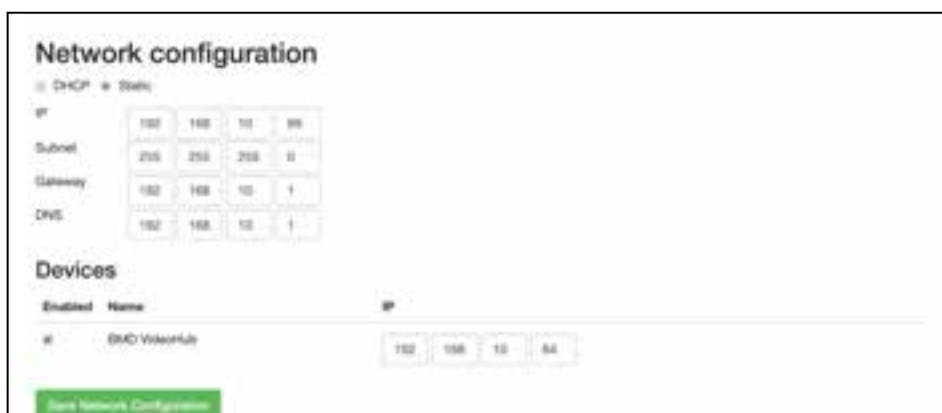 Network configuration
DHCP Static
IP 192 168 10 99
Subnet 255 255 255 0
Gateway 192 168 10 1
DNS 192 168 10 1
Devices
Enabled Name IP
BMD VideoHub 192 168 10 64
Save Network Configuration